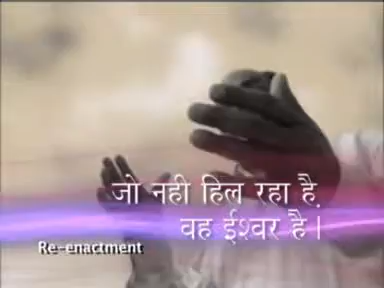 जो नही हिल रहा है.
वह ईश्वर है।
Re-enactment